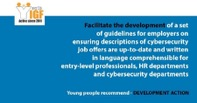 IGF
Facilitate the development of a set
of guidelines for employers on
ensuring descriptions of cybersecurity
job offers are up-to-date and written
in language comprehensible for
entry-level professionals, HR departments
and cybersecurity departments
Young people recommend - DEVELOPMENT ACTION